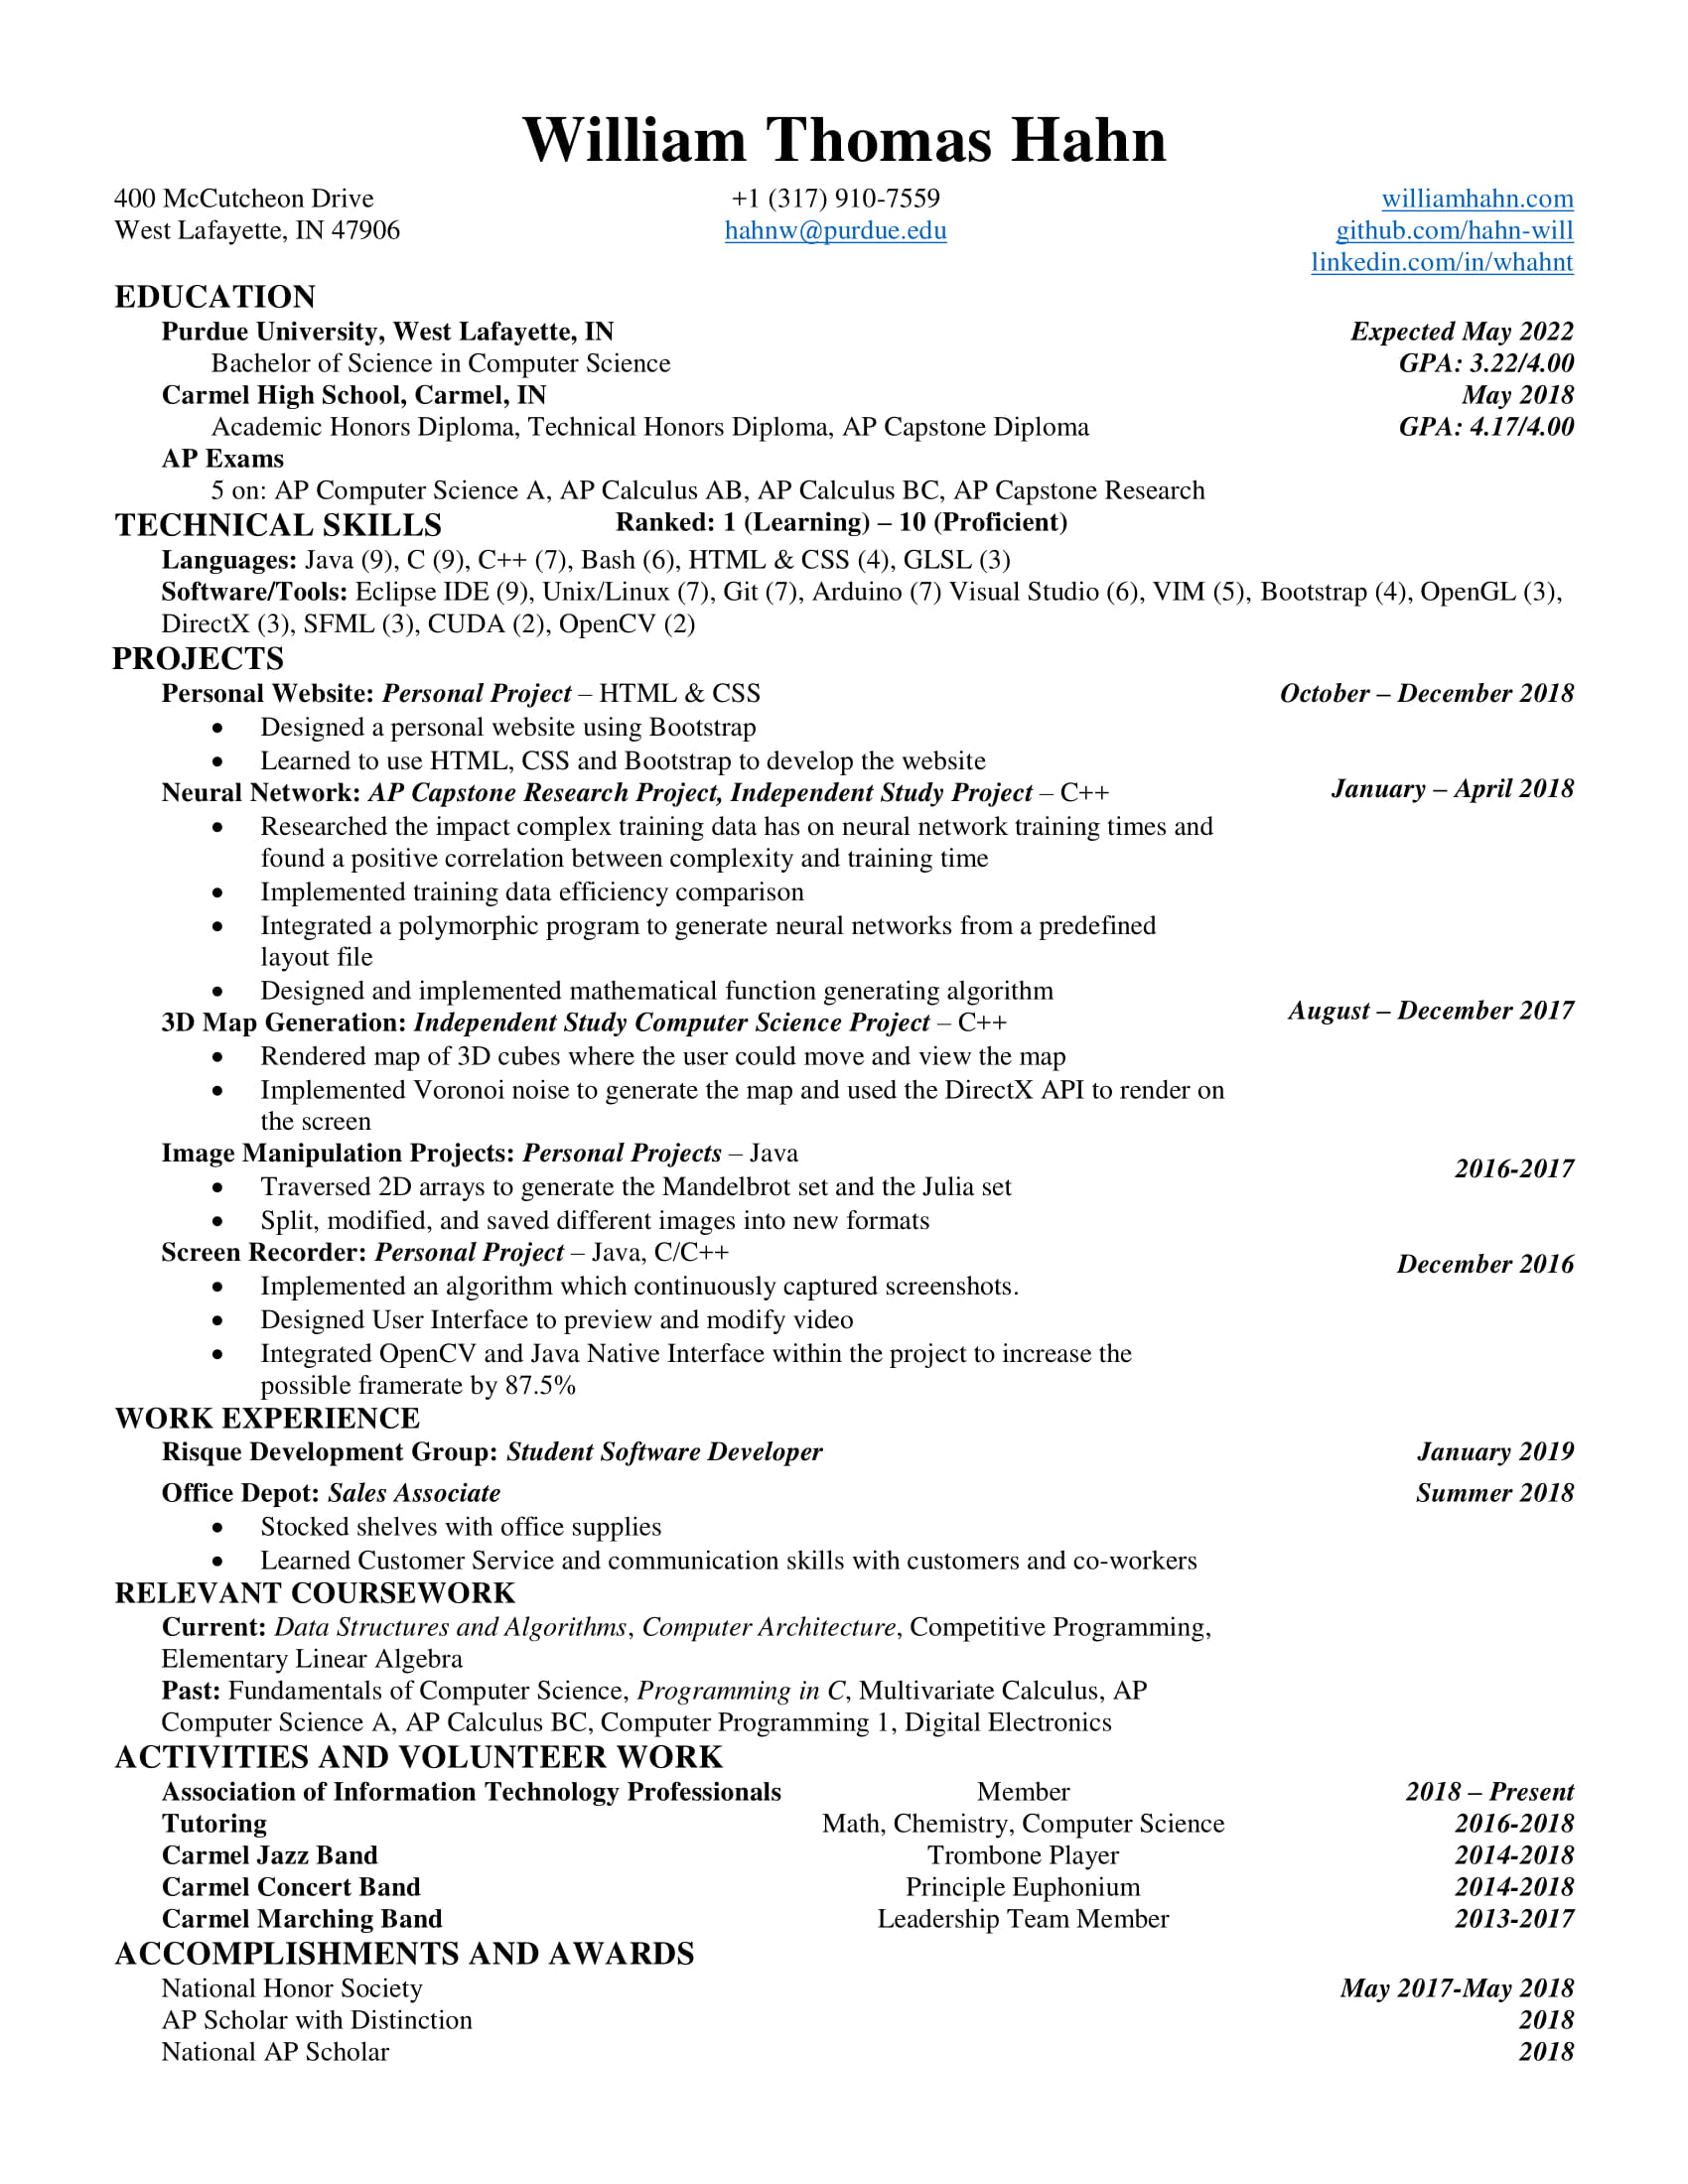 William Thomas Hahn
400 McCutcheon Drive +1 (317) 910-7559 williamhahn.com
West Lafayette, IN 47906 hahnw@purdue.edu github.com/hahn-will
linkedin.com/in/whahnt
EDUCATION
Purdue University, West Lafayette, IN Expected May 2022
Bachelor of Science in Computer Science GPA: 3.22/4.00
Carmel High School, Carmel, IN May 2018
Academic Honors Diploma, Technical Honors Diploma, AP Capstone Diploma GPA: 4.17/4.00
AP Exams
5 on: AP Computer Science A, AP Calculus AB, AP Calculus BC, AP Capstone Research
TECHNICAL SKILLS Ranked: 1 (Learning) – 10 (Proficient)
Languages: Java (9), C (9), C++ (7), Bash (6), HTML & CSS (4), GLSL (3)
Software/Tools: Eclipse IDE (9), Unix/Linux (7), Git (7), Arduino (7) Visual Studio (6), VIM (5), Bootstrap (4), OpenGL (3),
DirectX (3), SFML (3), CUDA (2), OpenCV (2)
PROJECTS
Personal Website: Personal Project – HTML & CSS October – December 2018
• Designed a personal website using Bootstrap
• Learned to use HTML, CSS and Bootstrap to develop the website
Neural Network: AP Capstone Research Project, Independent Study Project – C++ January – April 2018
• Researched the impact complex training data has on neural network training times and
found a positive correlation between complexity and training time
• Implemented training data efficiency comparison
• Integrated a polymorphic program to generate neural networks from a predefined
layout file
• Designed and implemented mathematical function generating algorithm
3D Map Generation: Independent Study Computer Science Project – C++ August – December 2017
• Rendered map of 3D cubes where the user could move and view the map
• Implemented Voronoi noise to generate the map and used the DirectX API to render on
the screen
Image Manipulation Projects: Personal Projects – Java 2016-2017
• Traversed 2D arrays to generate the Mandelbrot set and the Julia set
• Split, modified, and saved different images into new formats
Screen Recorder: Personal Project – Java, C/C++ December 2016
• Implemented an algorithm which continuously captured screenshots.
• Designed User Interface to preview and modify video
• Integrated OpenCV and Java Native Interface within the project to increase the
possible framerate by 87.5%
WORK EXPERIENCE
Risque Development Group: Student Software Developer January 2019
Office Depot: Sales Associate Summer 2018
• Stocked shelves with office supplies
• Learned Customer Service and communication skills with customers and co-workers
RELEVANT COURSEWORK
Current: Data Structures and Algorithms, Computer Architecture, Competitive Programming,
Elementary Linear Algebra
Past: Fundamentals of Computer Science, Programming in C, Multivariate Calculus, AP
Computer Science A, AP Calculus BC, Computer Programming 1, Digital Electronics
ACTIVITIES AND VOLUNTEER WORK
Association of Information Technology Professionals Member 2018 – Present
Tutoring Math, Chemistry, Computer Science 2016-2018
Carmel Jazz Band Trombone Player 2014-2018
Carmel Concert Band Principle Euphonium 2014-2018
Carmel Marching Band Leadership Team Member 2013-2017
ACCOMPLISHMENTS AND AWARDS
National Honor Society May 2017-May 2018
AP Scholar with Distinction 2018
National AP Scholar 2018